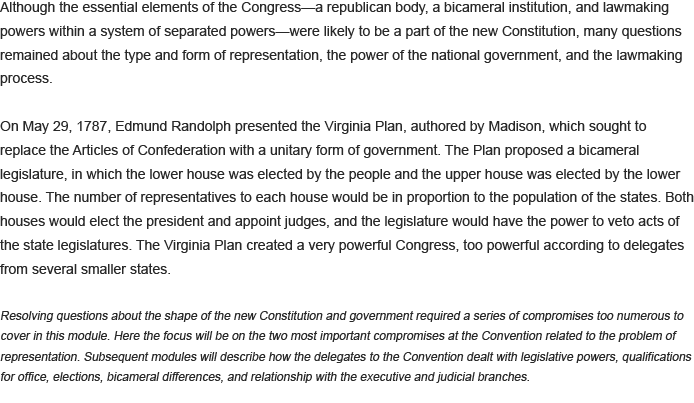 Although the essential elements of the Congress—a republican body, a bicameral institution, and lawmaking
powers within a system of separated powers—were likely to be a part of the new Constitution, many questions
remained about the type and form of representation, the power of the national government, and the lawmaking
process.
On May 29, 1787, Edmund Randolph presented the Virginia Plan, authored by Madison, which sought to
replace the Articles of Confederation with a unitary form of government. The Plan proposed a bicameral
legislature, in which the lower house was elected by the people and the upper house was elected by the lower
house. The number of representatives to each house would be in proportion to the population of the states. Both
houses would elect the president and appoint judges, and the legislature would have the power to veto acts of
the state legislatures. The Virginia Plan created a very powerful Congress, too powerful according to delegates
from several smaller states.
Resolving questions about the shape of the new Constitution and government required a series of compromises too numerous to
cover in this module. Here the focus will be on the two most important compromises at the Convention related to the problem of
representation. Subsequent modules will describe how the delegates to the Convention dealt with legislative powers, qualifications
for office, elections, bicameral differences, and relationship with the executive and judicial branches.